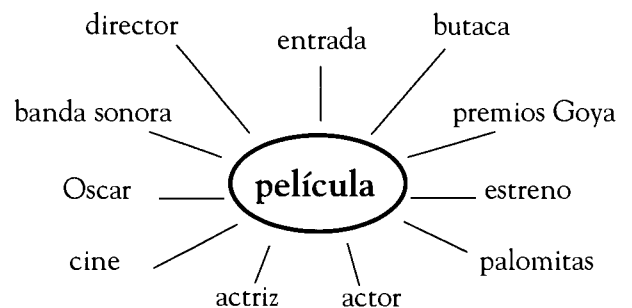 director
entrada
butaca
banda sonora
premios Goya
película
Oscar
estreno
cine
palomitas
actriz
actor